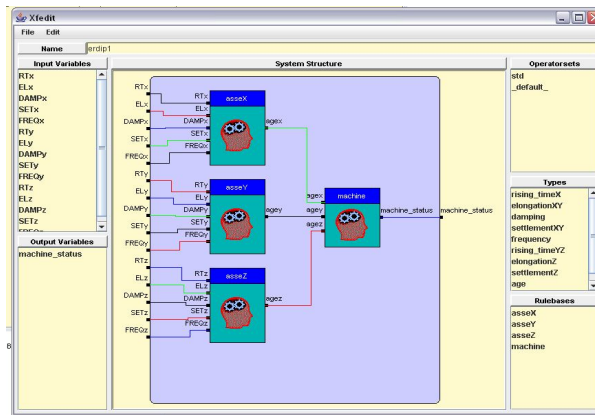 Xfedit
File Edit
Name erdip1
Input Variables
RTx
ELx
DAMPx
SETx
FREQx
RTy
ELy
DAMPy
SETy
FREQy
RTz
ELz
DAMPz
SETz
FREQz
Output Variables
machine_status
System Structure
RTx
ELx
DAMPx
SETx
FREQx
RTy
ELy
DAMPy
SETy
FREQy
RTz
ELz
DAMPz
SETz
FREQz
asseX
RTx
ELx
DAMPx
SETx
FREQx
agex
asseY
RTy
ELy
DAMPy
SETy
FREQy
agey
asseZ
RTz
ELz
DAMPz
SETz
FREQz
agez
machine
agex
agey
agez
machine_status
machine_status
Operatorsets
std
_default_
Types
rising_timeX
elongationXY
damping
settlementXY
frequency
rising_timeYZ
elongationZ
settlementZ
age
Rulebases
asseX
asseY
asseZ
machine